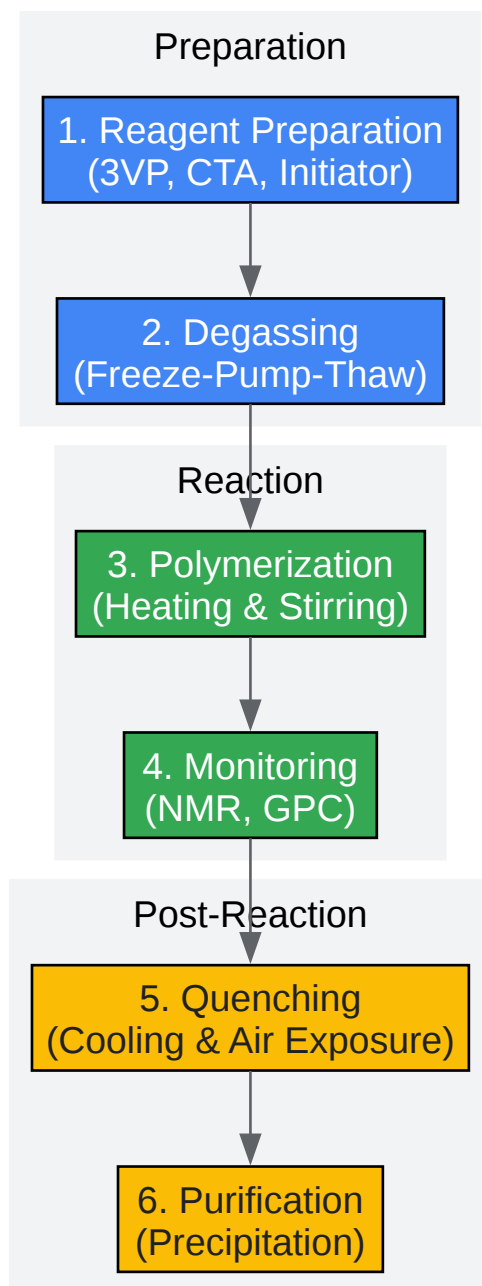 Preparation
1. Reagent Preparation
(3VP, CTA, Initiator)
2. Degassing
(Freeze-Pump-Thaw)
Reaction
3. Polymerization
(Heating & Stirring)
4. Monitoring
(NMR, GPC)
Post-Reaction
5. Quenching
(Cooling & Air Exposure)
6. Purification
(Precipitation)